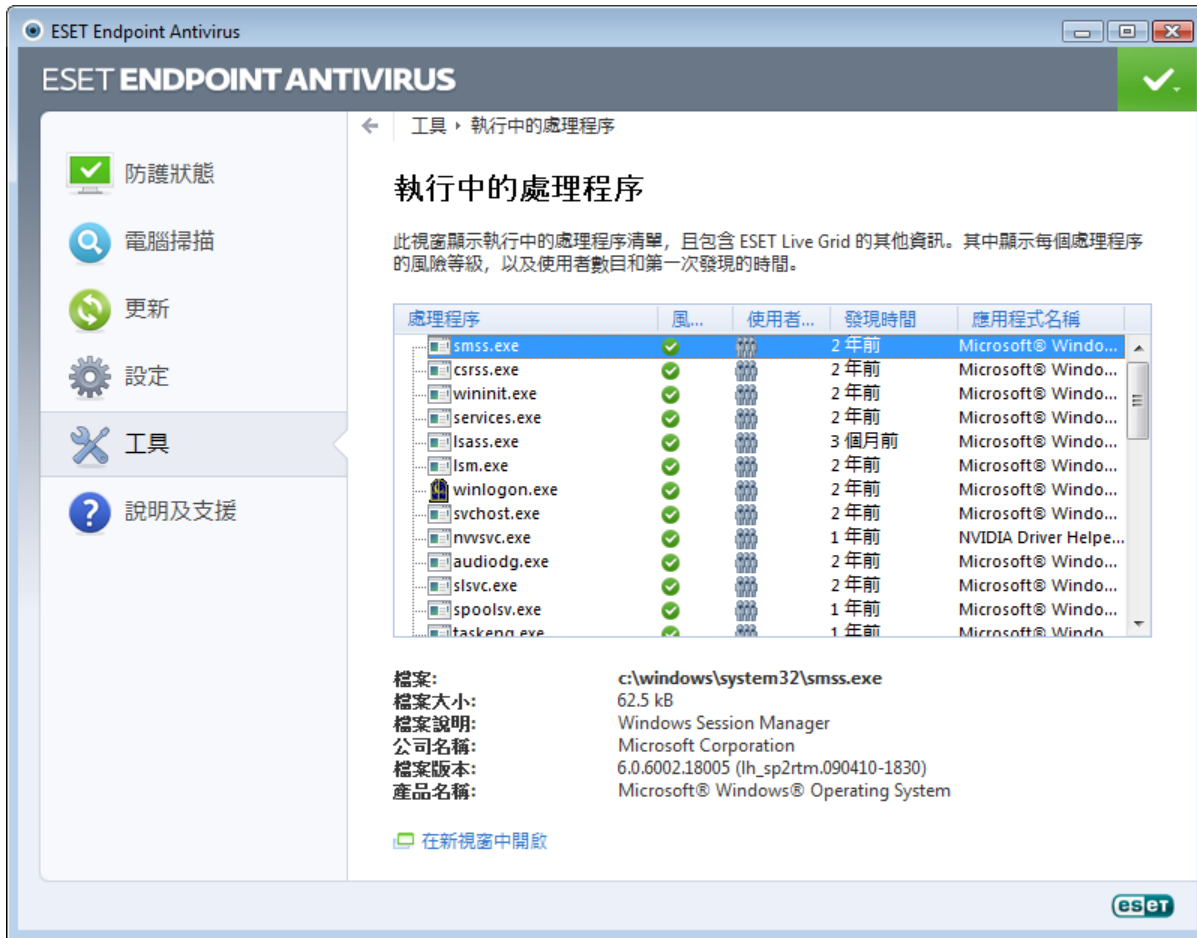 ESET Endpoint Antivirus
ESET ENDPOINT ANTIVIRUS
防護狀態
電腦掃描
更新
設定
工具
說明及支援
工具 ‣ 執行中的處理程序
執行中的處理程序
此視窗顯示執行中的處理程序清單，且包含 ESET Live Grid 的其他資訊。其中顯示每個處理程序
的風險等級，以及使用者數目和第一次發現的時間。
處理程序 風... 使用者... 發現時間 應用程式名稱
smss.exe 2 年前 Microsoft® Windo...
csrss.exe 2 年前 Microsoft® Windo...
wininit.exe 2 年前 Microsoft® Windo...
services.exe 2 年前 Microsoft® Windo...
lsass.exe 3 個月前 Microsoft® Windo...
lsm.exe 2 年前 Microsoft® Windo...
winlogon.exe 2 年前 Microsoft® Windo...
svchost.exe 2 年前 Microsoft® Windo...
nvvsvc.exe 1 年前 NVIDIA Driver Helpe...
audiodg.exe 2 年前 Microsoft® Windo...
slsvc.exe 2 年前 Microsoft® Windo...
spoolsv.exe 1 年前 Microsoft® Windo...
taskeng.exe 1 年前 Microsoft® Windo
檔案: c:\windows\system32\smss.exe
檔案大小: 62.5 kB
檔案說明: Windows Session Manager
公司名稱: Microsoft Corporation
檔案版本: 6.0.6002.18005 (lh_sp2rtm.090410-1830)
產品名稱: Microsoft® Windows® Operating System
在新視窗中開啟
eseT